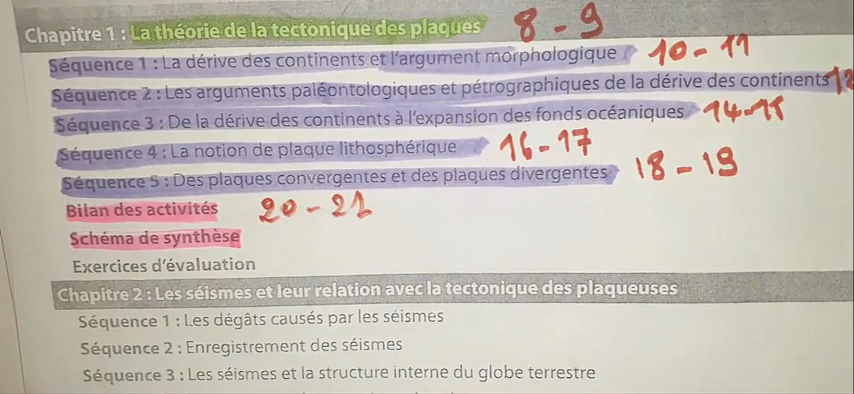 Chapitre 1 : La théorie de la tectonique des plaques 8 - 9
Séquence 1 : La dérive des continents et l'argument morphologique 10 - 11
Séquence 2 : Les arguments paléontologiques et pétrographiques de la dérive des continents
Séquence 3 : De la dérive des continents à l'expansion des fonds océaniques 14-15
Séquence 4 : La notion de plaque lithosphérique 16 - 17
Séquence 5 : Des plaques convergentes et des plaques divergentes 18 - 19
Bilan des activités 20 - 21
Schéma de synthèse
Exercices d'évaluation
Chapitre 2 : Les séismes et leur relation avec la tectonique des plaqueuses
Séquence 1 : Les dégâts causés par les séismes
Séquence 2 : Enregistrement des séismes
Séquence 3 : Les séismes et la structure interne du globe terrestre